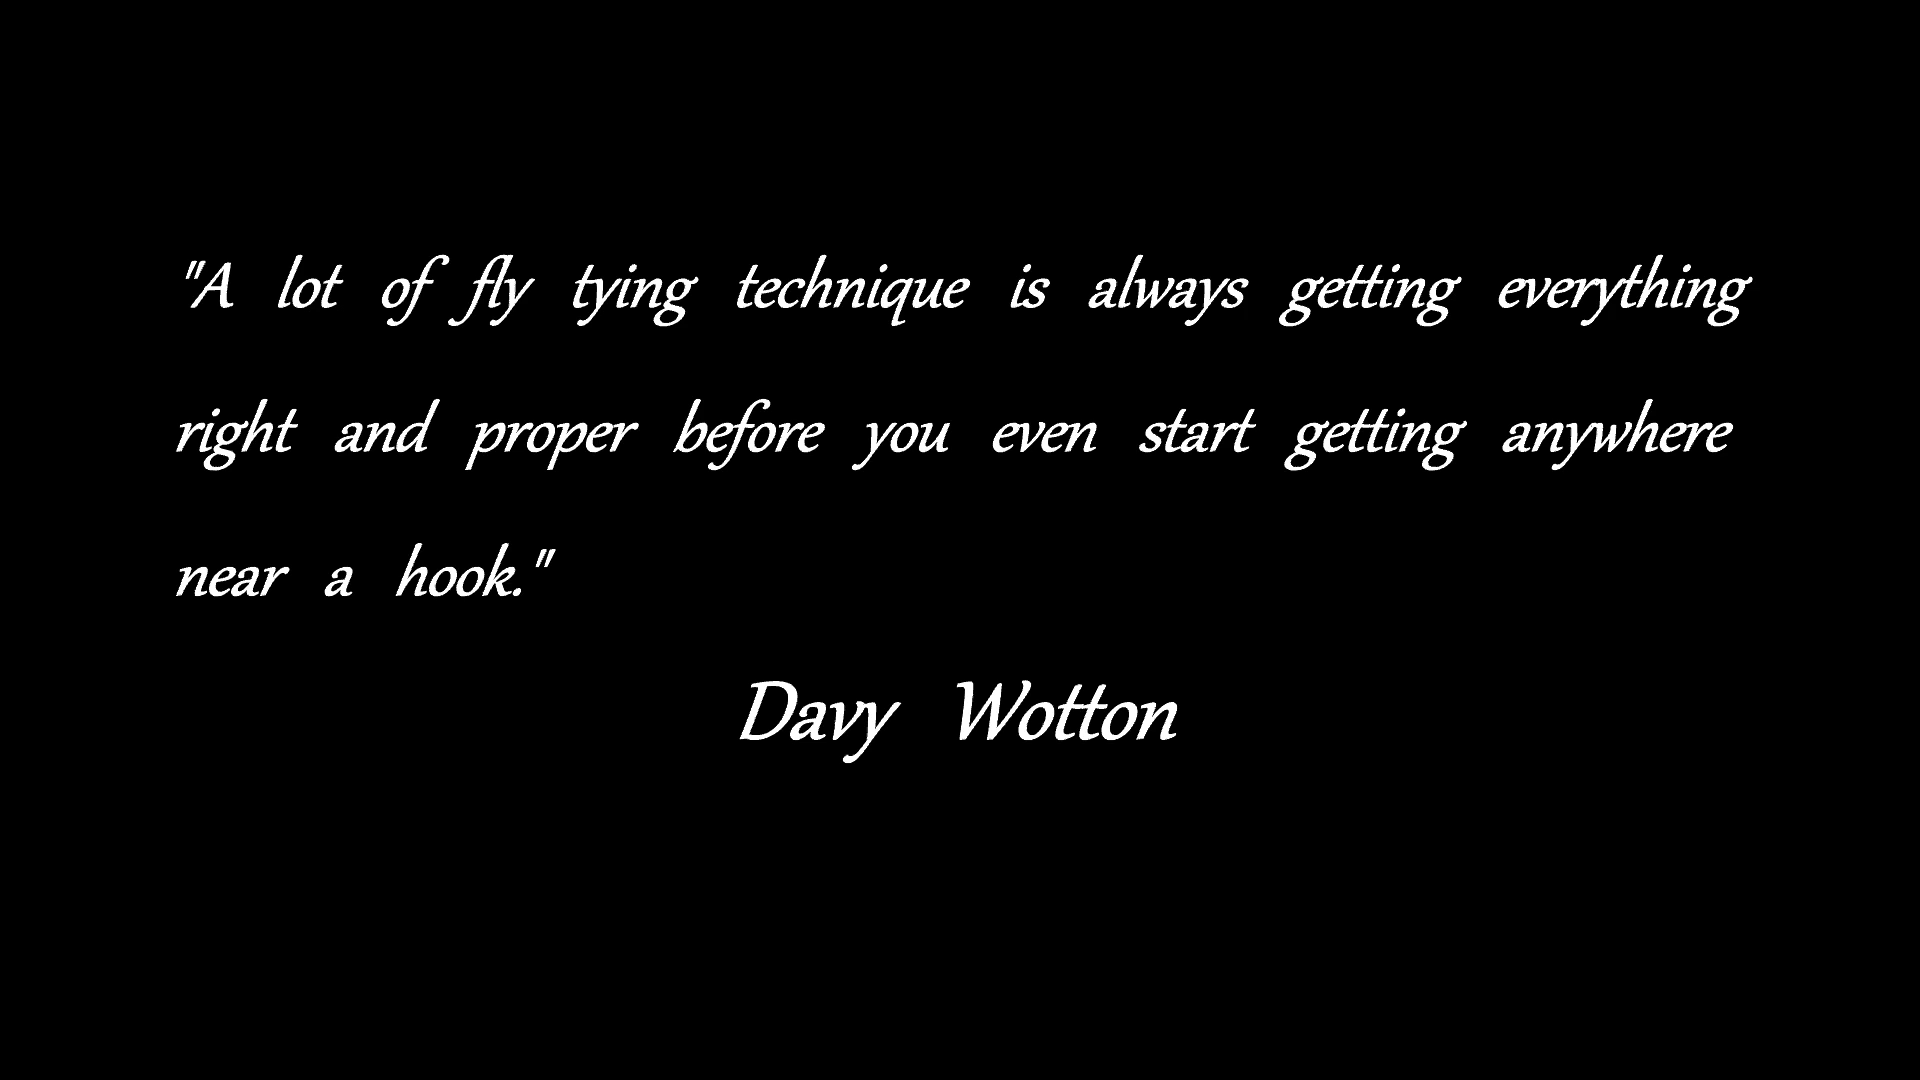 "A lot of fly tying technique is always getting everything
right and proper before you even start getting anywhere
near a hook."
Davy Wotton